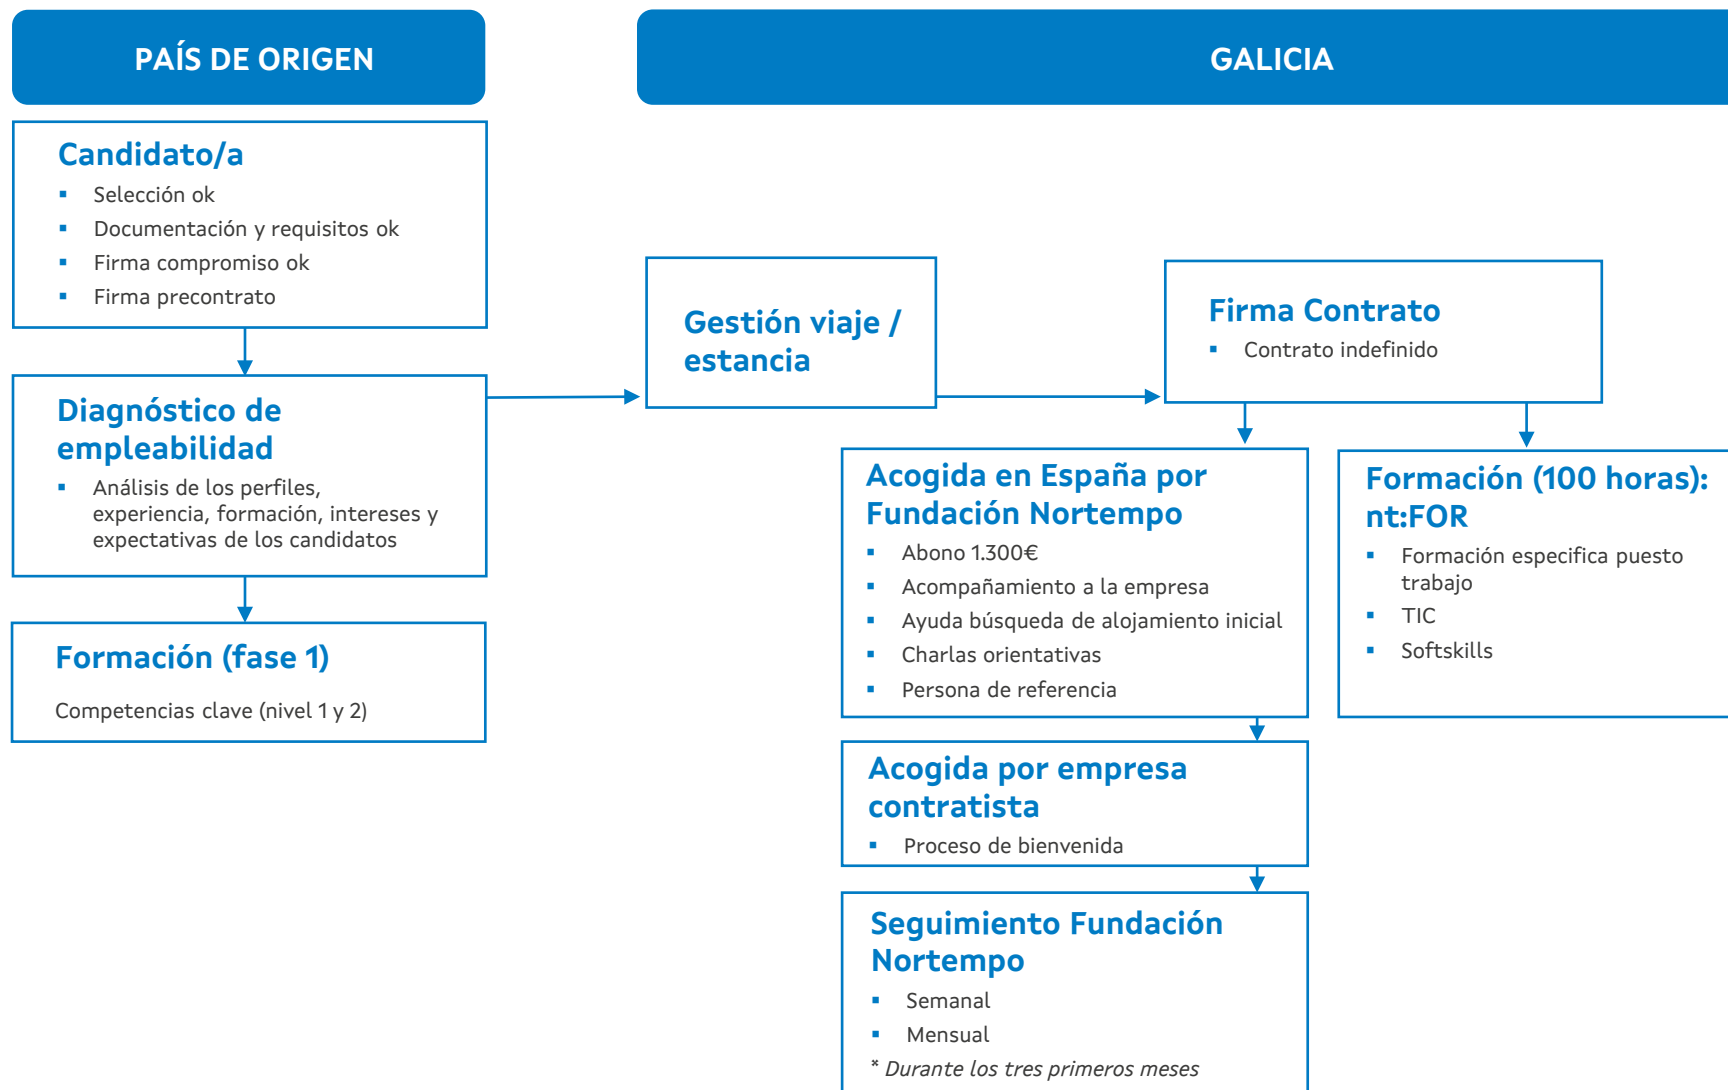 PAÍS DE ORIGEN
GALICIA
Candidato/a
▪ Selección ok
▪ Documentación y requisitos ok
▪ Firma compromiso ok
▪ Firma precontrato
Diagnóstico de
empleabilidad
▪ Análisis de los perfiles,
experiencia, formación, intereses y
expectativas de los candidatos
Formación (fase 1)
Competencias clave (nivel 1 y 2)
Gestión viaje /
estancia
Firma Contrato
▪ Contrato indefinido
Acogida en España por
Fundación Nortempo
▪ Abono 1.300€
▪ Acompañamiento a la empresa
▪ Ayuda búsqueda de alojamiento inicial
▪ Charlas orientativas
▪ Persona de referencia
Formación (100 horas):
nt:FOR
▪ Formación especifica puesto
trabajo
▪ TIC
▪ Softskills
Acogida por empresa
contratista
▪ Proceso de bienvenida
Seguimiento Fundación
Nortempo
▪ Semanal
▪ Mensual
* Durante los tres primeros meses